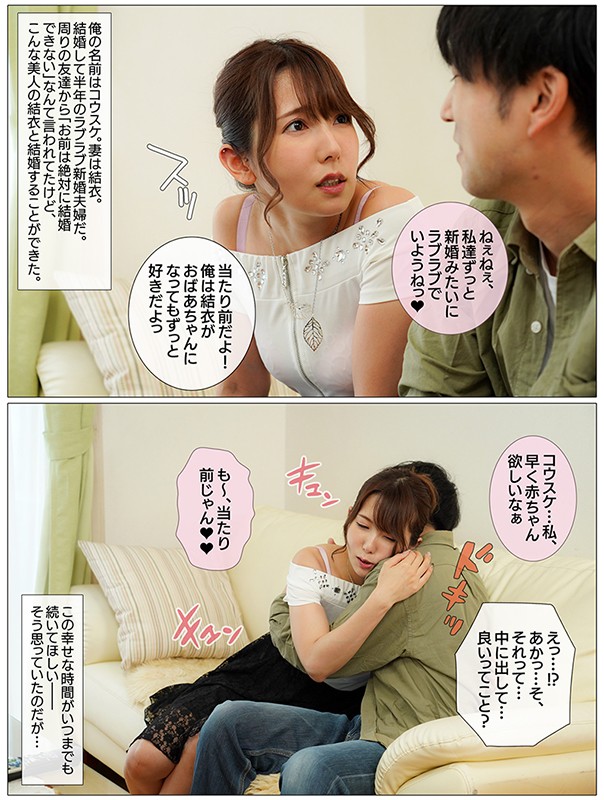 俺の名前はコウスケ。妻は結衣。
結婚して半年のラブラブ新婚夫婦だ。
周りの友達から「お前は絶対に結婚
できない」なんて言われてたけど、
こんな美人の結衣と結婚することができた。
ねぇねぇ、
私達ずっと
新婚みたいに
ラブラブで
いようねっ♥
スッ
当たり前だよ!
俺は結衣が
おばあちゃんに
なってもずっと
好きだよっ
コウスケ…私、
早く赤ちゃん
欲しいなぁ
えっ…!?
あかっ…そ、
それって…
中に出して…
良いってこと?
ドキッ
キュン
も〜、当たり
前じゃん♥♥
キュン
この幸せな時間がいつまでも
続いてほしい――
そう思っていたのだが…